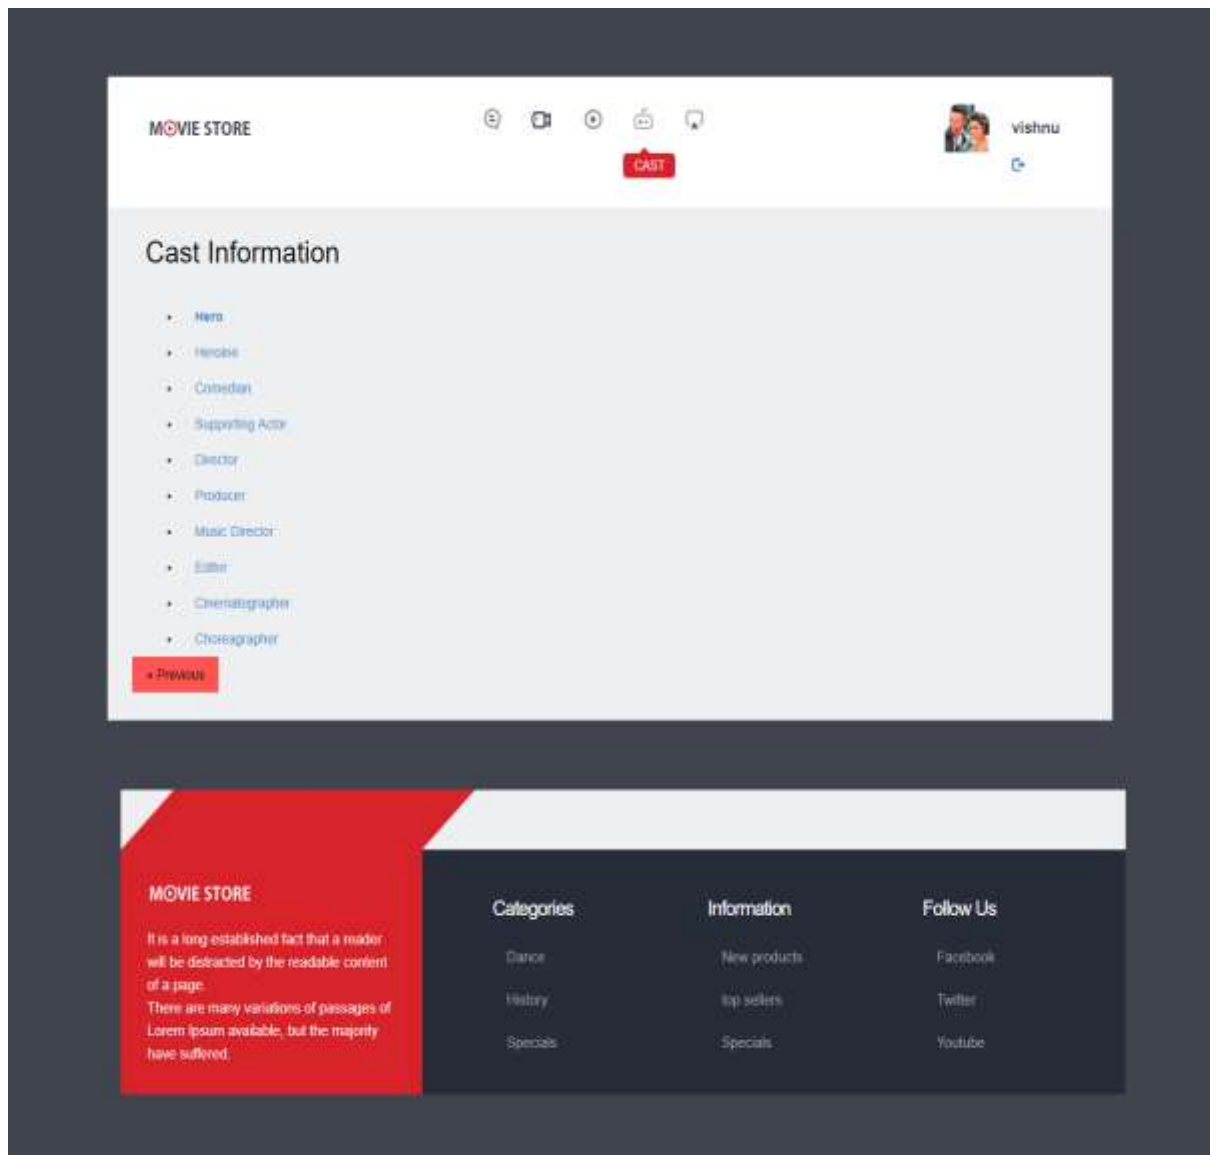 MOVIE STORE
vishnu
CAST
Cast Information
Hero
Heroine
Comedian
Supporting Actor
Director
Producer
Music Director
Editer
Cinematographer
Choreagrapher
« Previous
MOVIE STORE
It is a long established fact that a reader
will be distracted by the readable content
of a page.
There are many variations of passages of
Lorem Ipsum available, but the majority
have suffered.
Categories
Dance
History
Specials
Information
New products
top sellers
Specials
Follow Us
Facebook
Twitter
Youtube